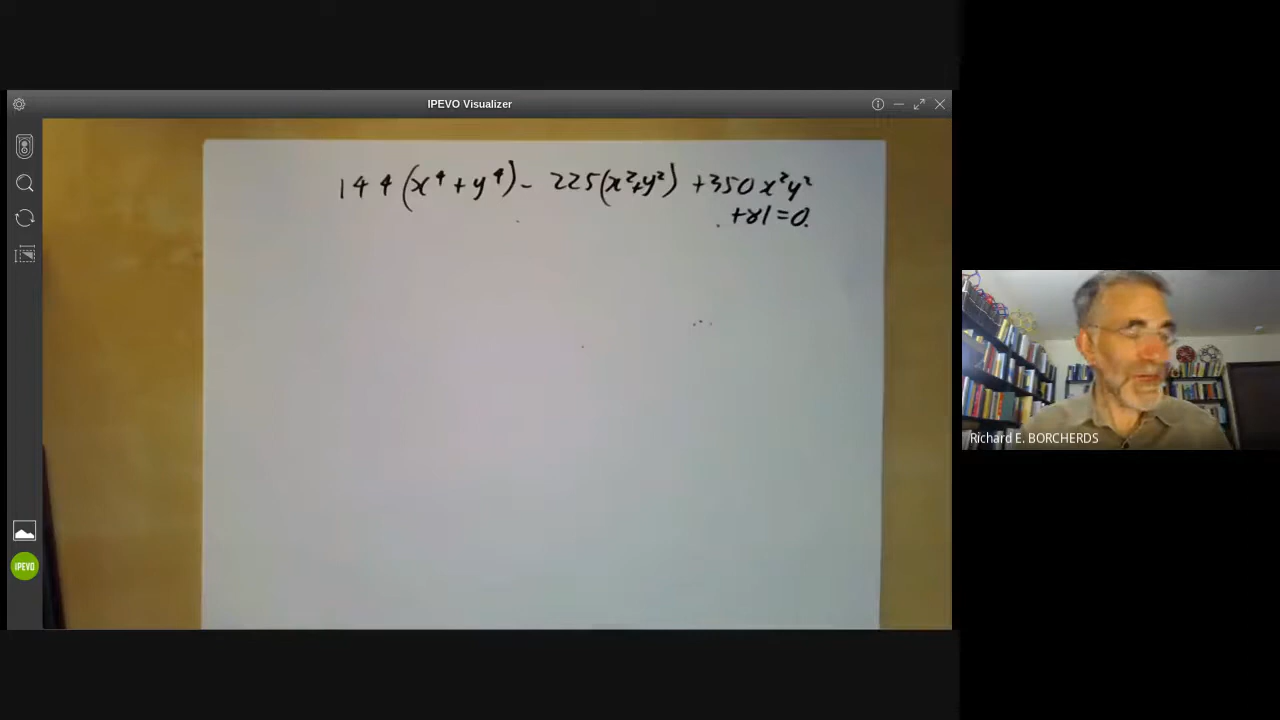 IPEVO Visualizer
144(x⁴ + y⁴) - 225(x²+y²) +350x²y²
+81=0.
IPEVO
Richard E. BORCHERDS